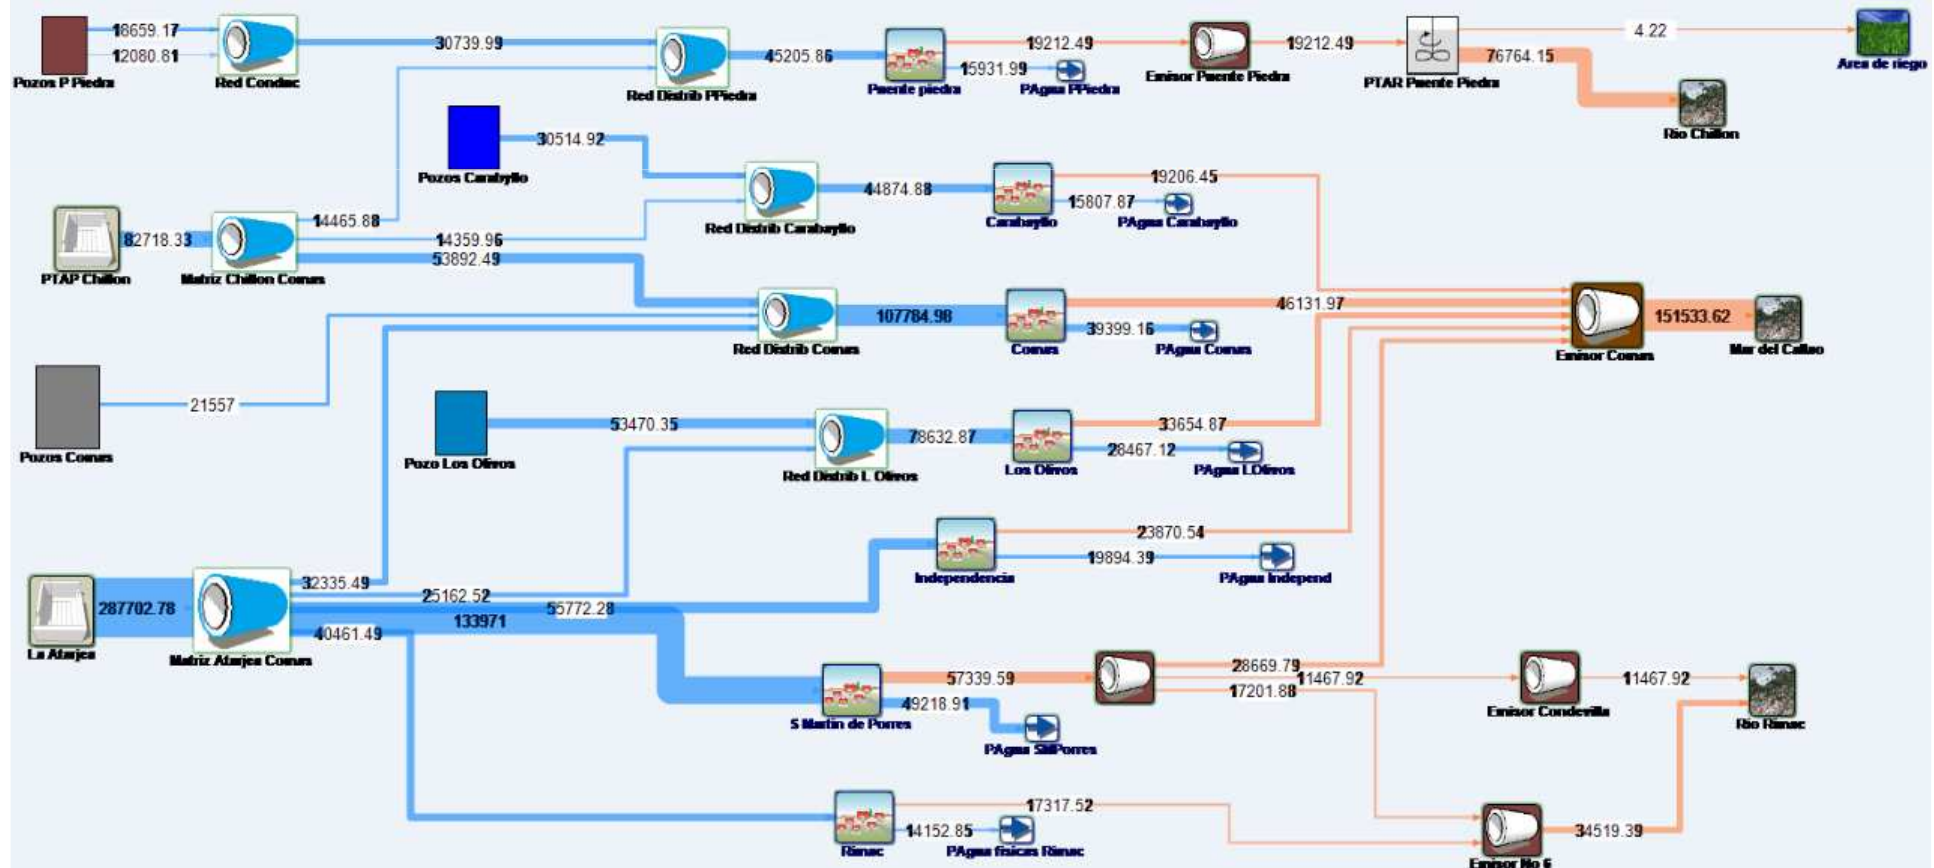 18659.17
12080.81
Pozos P Piedra
Red Conduc
30739.99
Red Distrib PPiedra
45205.86
Puente piedra
19212.49
15931.99
PAgua PPiedra
Emisor Puente Piedra
19212.49
PTAR Puente Piedra
4.22
Area de riego
76764.15
Rio Chillon
Pozos Carabyllo
30514.92
Red Distrib Carabayllo
44874.88
Carabayllo
19206.45
15807.87
PAgua Carabayllo
PTAP Chillon
82718.33
Matriz Chillon Comas
14465.88
14359.96
53892.49
Red Distrib Comas
107784.98
Comas
46131.97
39399.16
PAgua Comas
Emisor Comas
151533.62
Mar del Callao
Pozos Comas
21557
Pozo Los Olivos
53470.35
Red Distrib L Olivos
78632.87
Los Olivos
33654.87
28467.12
PAgua LOlivos
Independencia
23870.54
19894.39
PAgua Independ
La Atarjea
287702.78
Matriz Atarjea Comas
32335.49
25162.52
55772.28
133971
40461.49
S Martin de Porres
57339.59
49218.91
PAgua SMPorres
28669.79
11467.92
17201.88
Emisor Condevilla
11467.92
Rio Rimac
Rimac
17317.52
14152.85
PAgua fisicas Rimac
Emisor No 6
34519.39